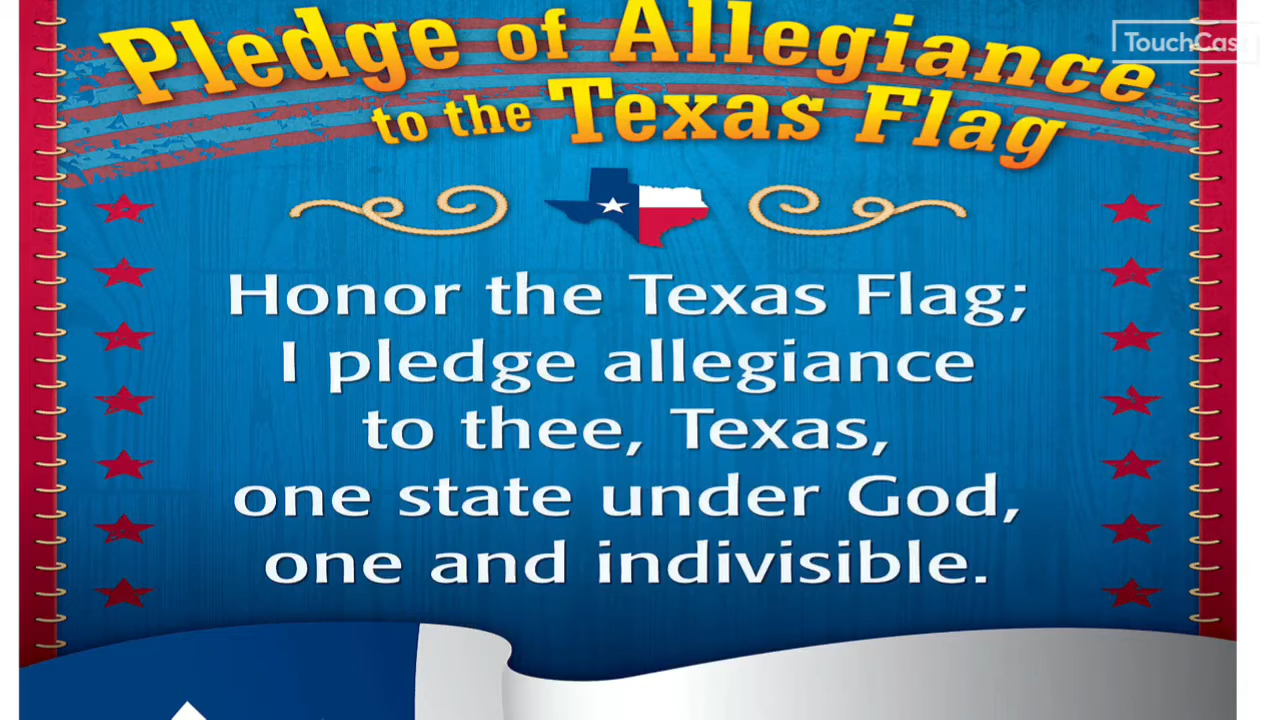 Pledge of Allegiance
to the Texas Flag
TouchCast
Honor the Texas Flag;
I pledge allegiance
to thee, Texas,
one state under God,
one and indivisible.